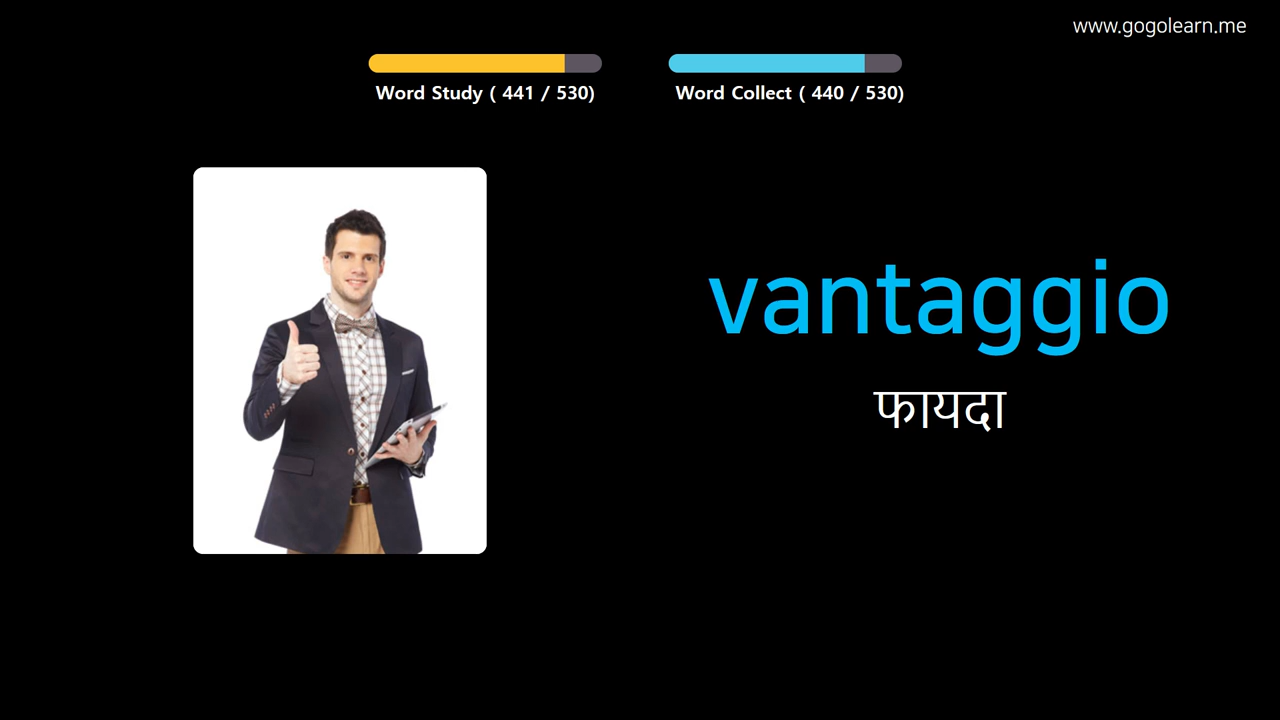 www.gogolearn.me
Word Study ( 441 / 530)
Word Collect ( 440 / 530)
vantaggio
फायदा